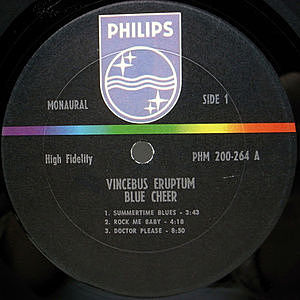 PHILIPS
MONAURAL SIDE 1
High Fidelity PHM 200-264 A
VINCEBUS ERUPTUM
BLUE CHEER
1. SUMMERTIME BLUES - 3:43
2. ROCK ME BABY - 4:18
3. DOCTOR PLEASE - 8:50